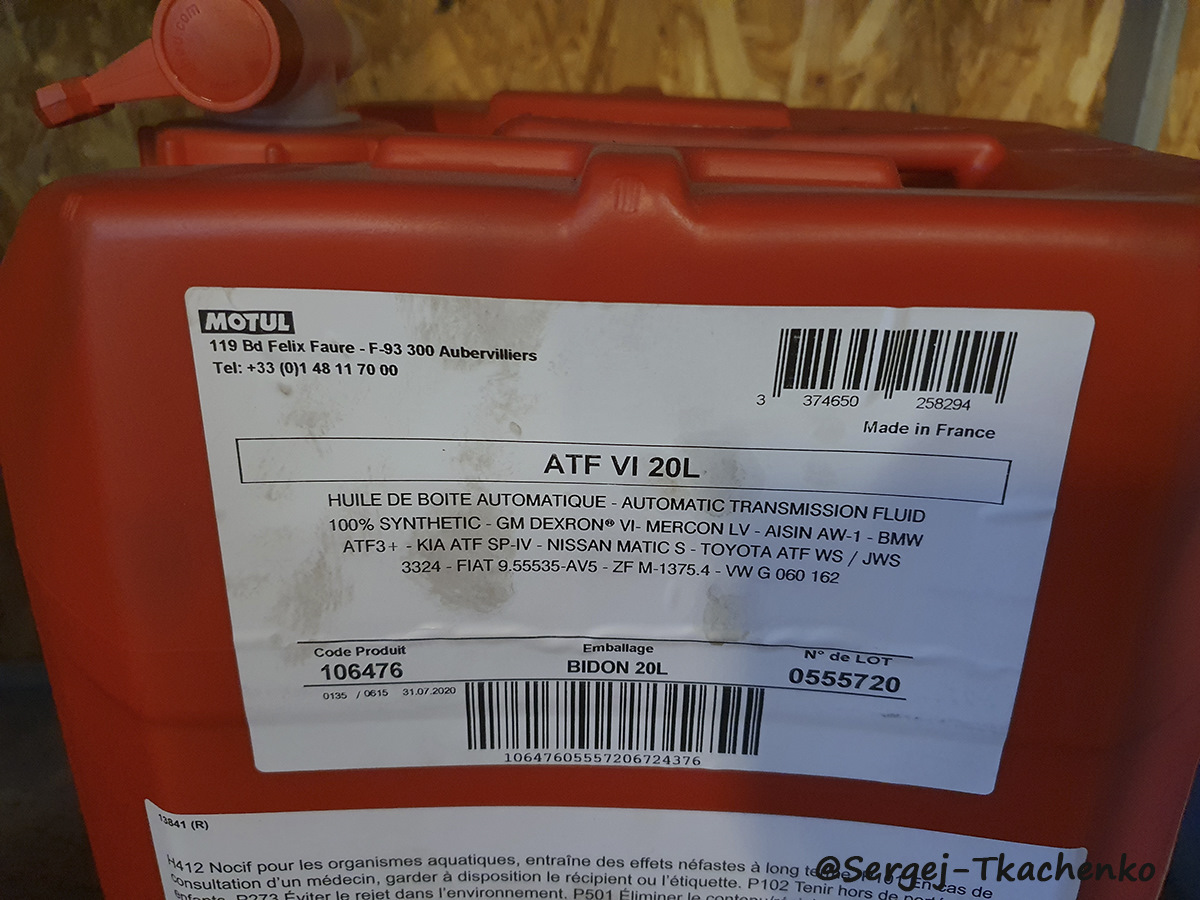 MOTUL
119 Bd Felix Faure - F-93 300 Aubervilliers
Tel: +33 (0)1 48 11 70 00
3 374650 258294
Made in France
ATF VI 20L
HUILE DE BOITE AUTOMATIQUE - AUTOMATIC TRANSMISSION FLUID
100% SYNTHETIC - GM DEXRON® VI- MERCON LV - AISIN AW-1 - BMW
ATF3+ - KIA ATF SP-IV - NISSAN MATIC S - TOYOTA ATF WS / JWS
3324 - FIAT 9.55535-AV5 - ZF M-1375.4 - VW G 060 162
Code Produit Emballage N° de LOT
106476 BIDON 20L 0555720
0135 / 0615 31.07.2020
10647605557206724376
13841 (R)
H412 Nocif pour les organismes aquatiques, entraîne des effets néfastes à long En cas de
consultation d'un médecin, garder à disposition le récipient ou l'étiquette. P102 Tenir hors de
P273 Éviter le rejet dans l'environnement. P501 Éliminer le
@Sergej-Tkachenko